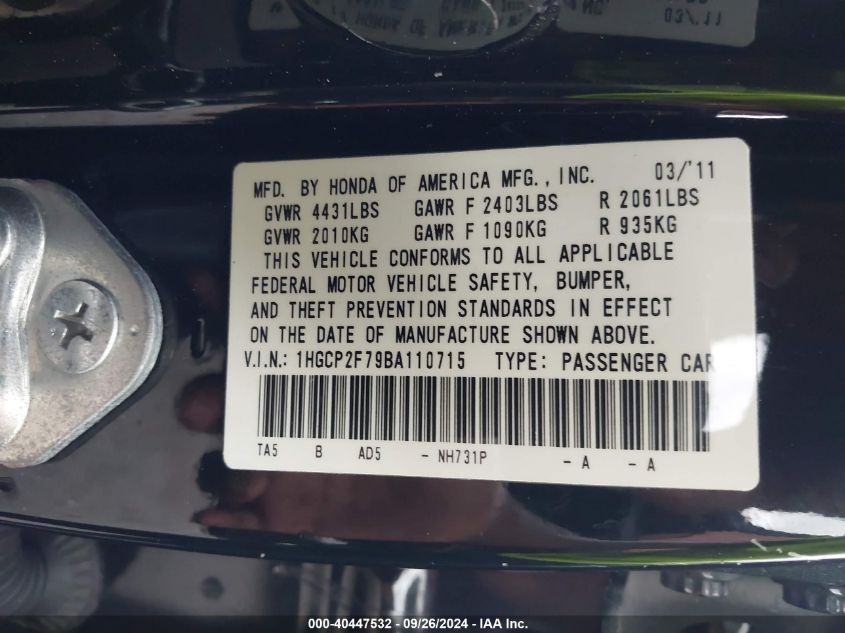 03/'11
MFD. BY HONDA OF AMERICA MFG., INC. 03/'11
GVWR 4431LBS GAWR F 2403LBS R 2061LBS
GVWR 2010KG GAWR F 1090KG R 935KG
THIS VEHICLE CONFORMS TO ALL APPLICABLE
FEDERAL MOTOR VEHICLE SAFETY, BUMPER,
AND THEFT PREVENTION STANDARDS IN EFFECT
ON THE DATE OF MANUFACTURE SHOWN ABOVE.
V.I.N.: 1HGCP2F79BA110715 TYPE: PASSENGER CAR
TA5 B AD5 - NH731P - A - A
000-40447532 - 09/26/2024 - IAA Inc.